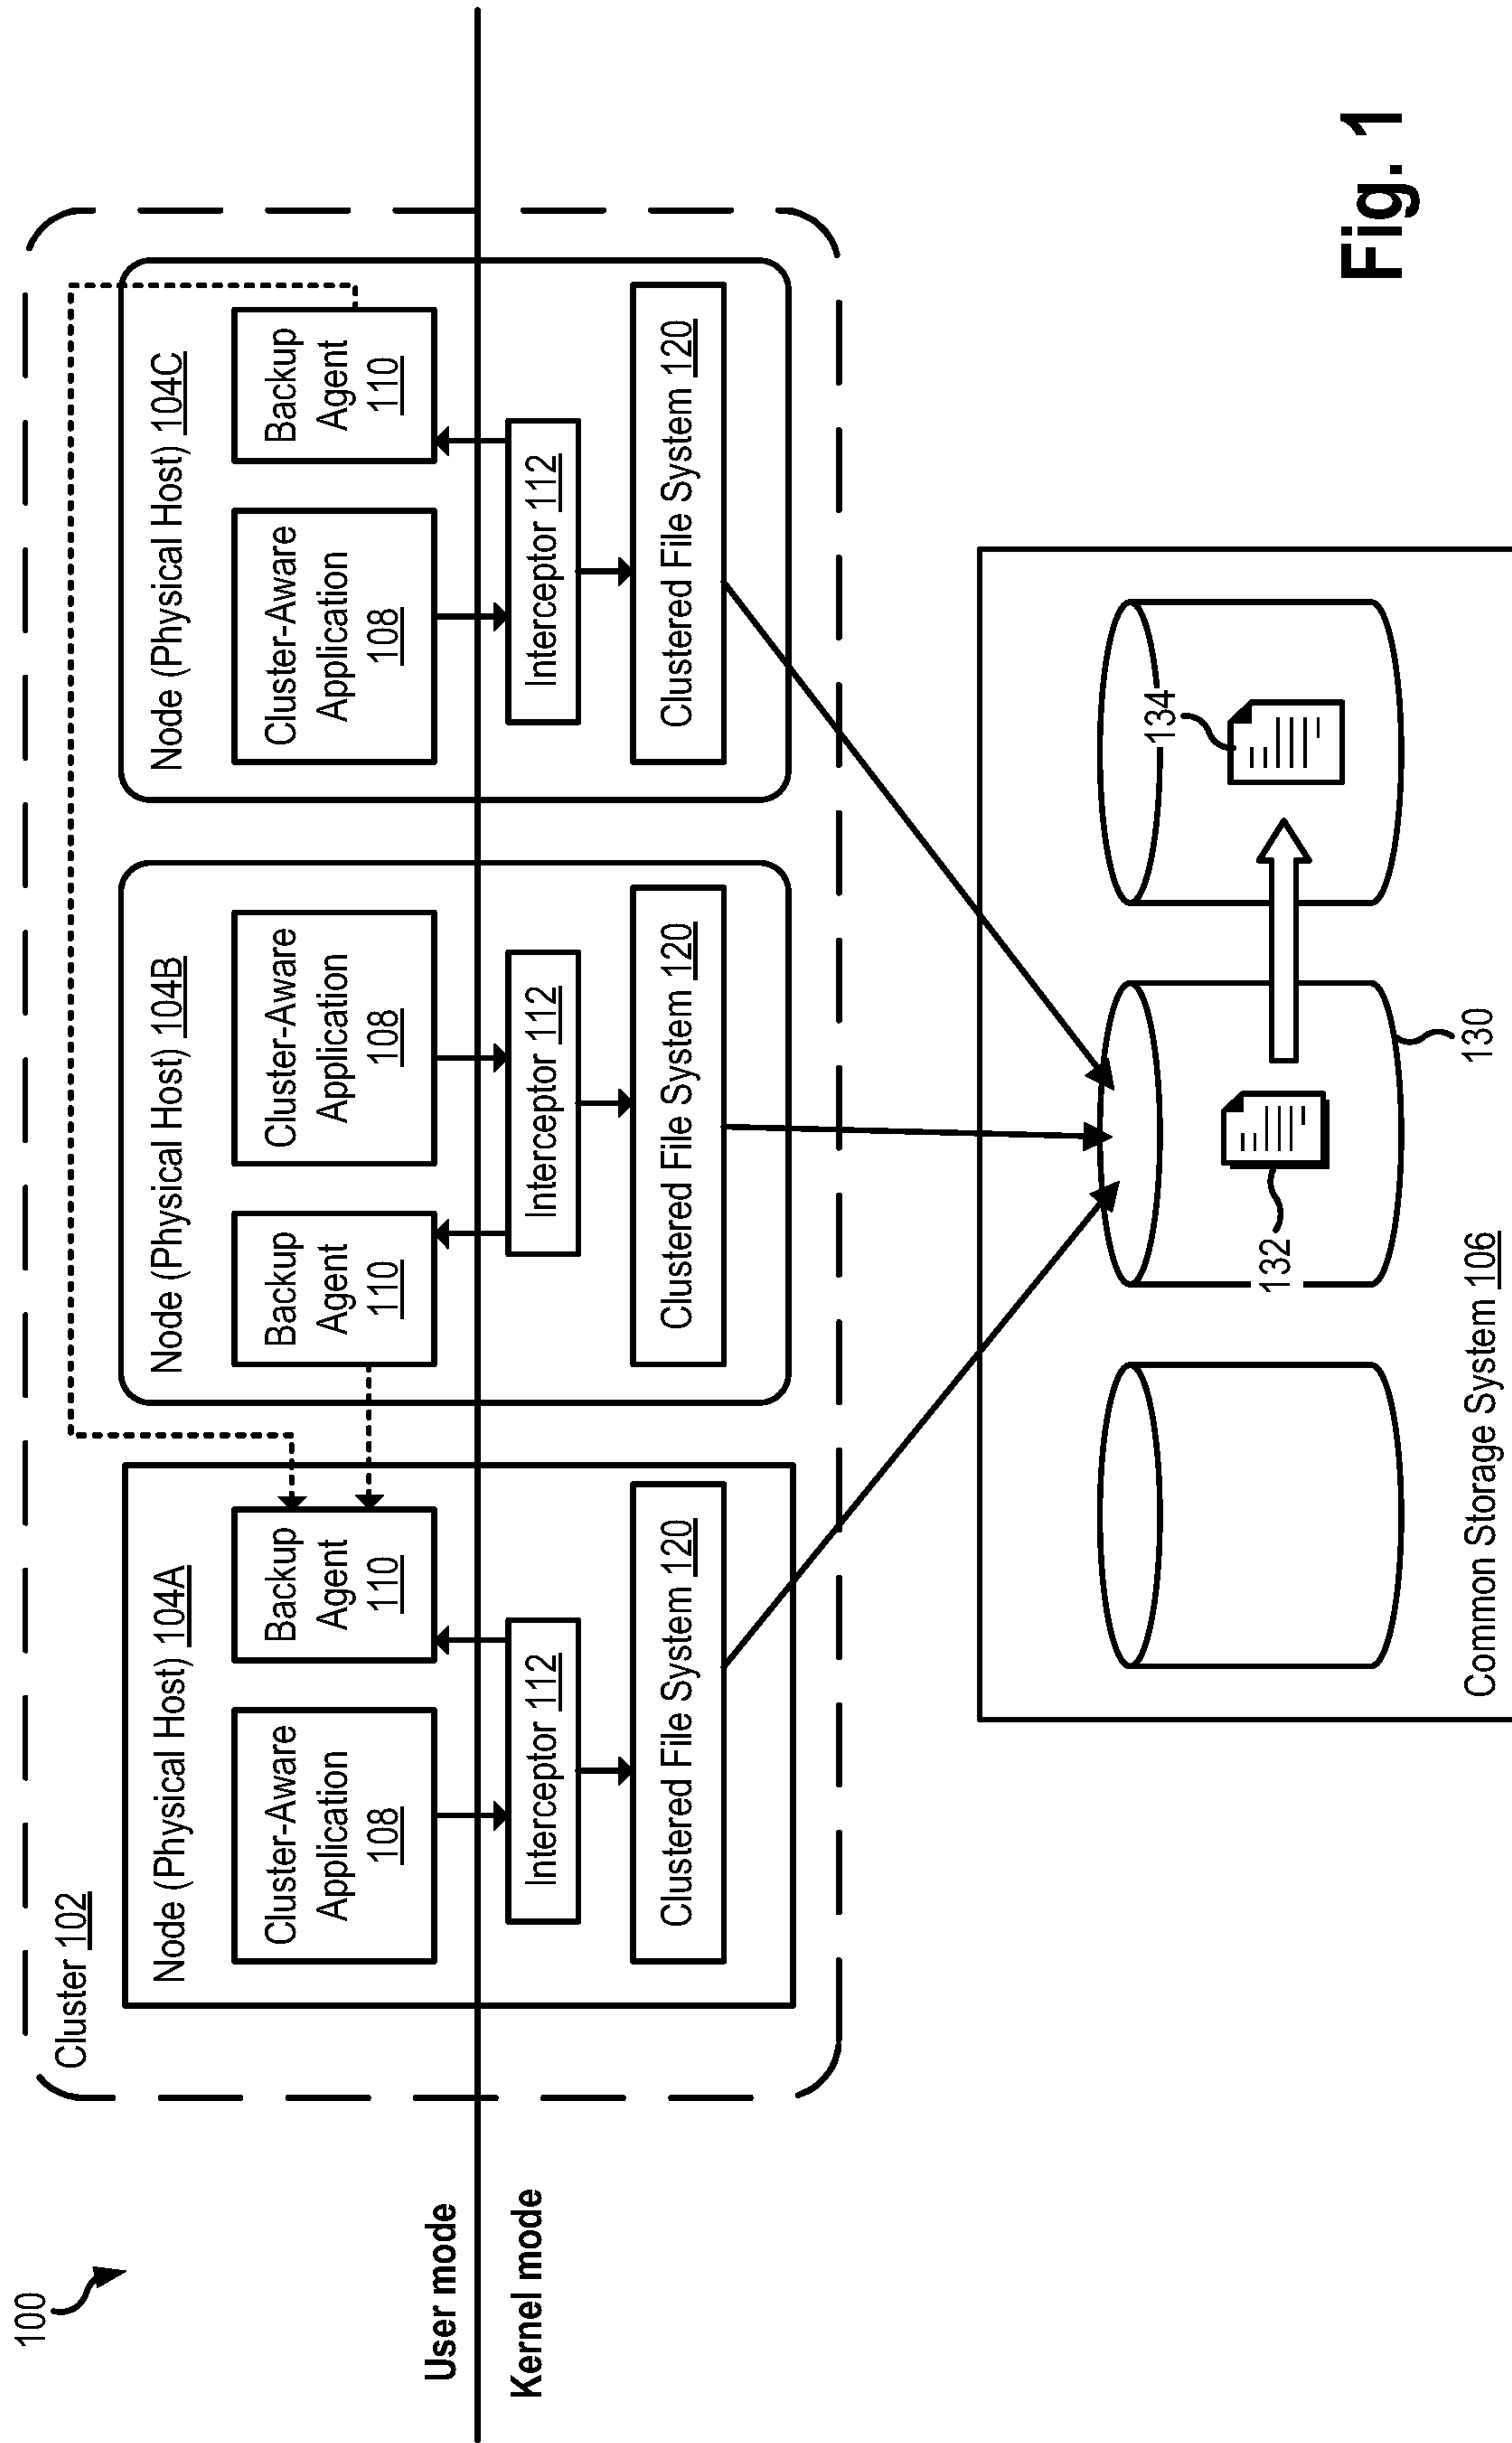 100
Cluster 102
Node (Physical Host) 104A
Cluster-Aware
Application
108
Backup
Agent
110
Interceptor 112
Clustered File System 120
Node (Physical Host) 104B
Backup
Agent
110
Cluster-Aware
Application
108
Interceptor 112
Clustered File System 120
Node (Physical Host) 104C
Cluster-Aware
Application
108
Backup
Agent
110
Interceptor 112
Clustered File System 120
User mode
Kernel mode
132
134
130
Common Storage System 106
Fig. 1